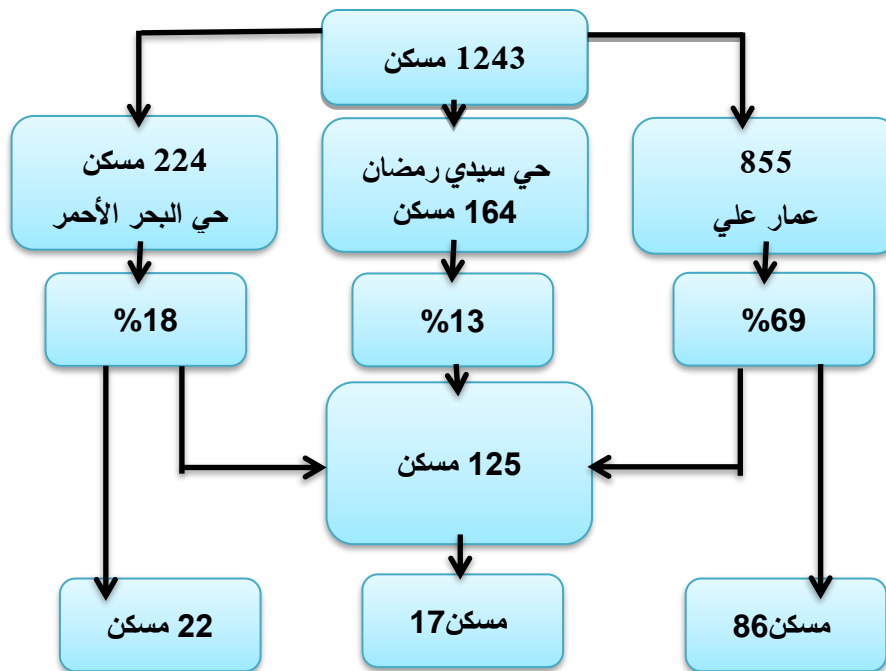 1243 مسكن
855
عمار علي
حي سيدي رمضان
164 مسكن
224 مسكن
حي البحر الأحمر
%69
%13
%18
125 مسكن
مسكن86
مسكن17
22 مسكن